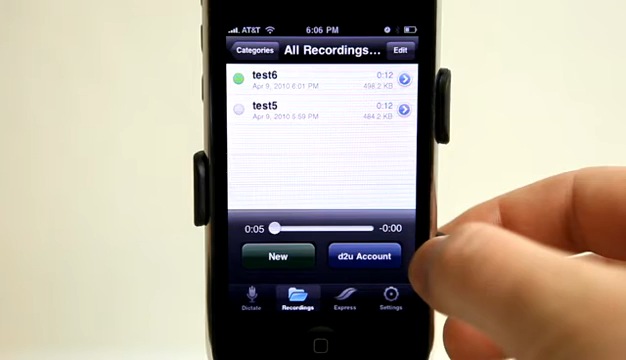 AT&T 6:06 PM
Categories All Recordings... Edit
test6 0:12
Apr 9, 2010 6:01 PM 496.2 KB
test5 0:12
Apr 9, 2010 5:59 PM 484.2 KB
0:05 -0:00
New d2u Account
Dictate Recordings Express Settings